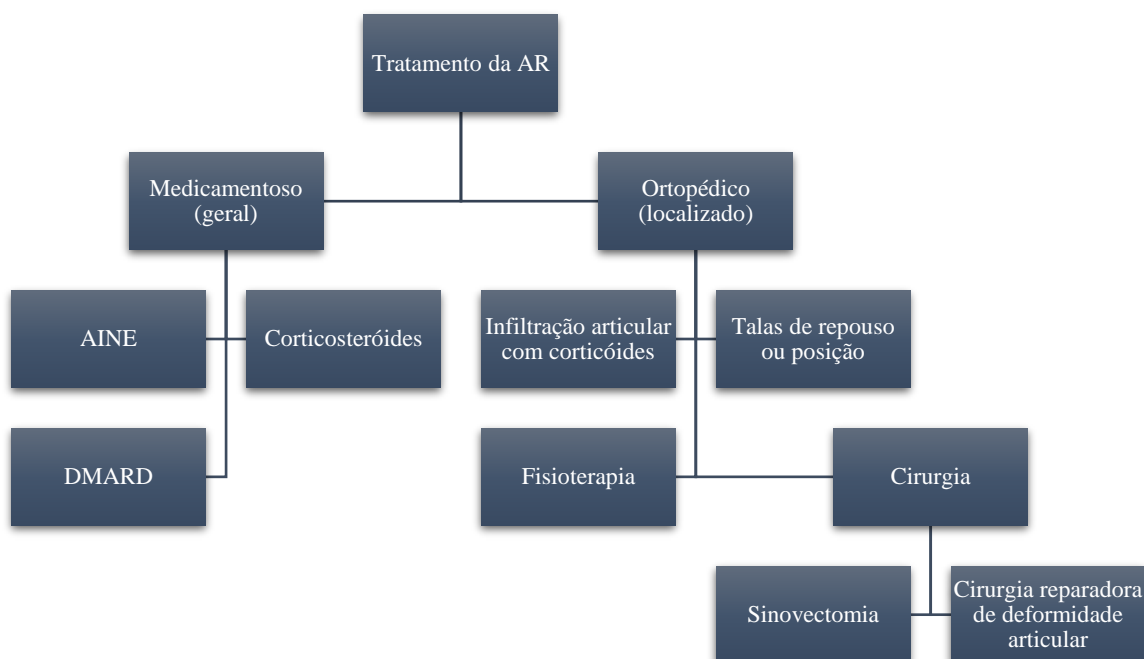 Tratamento da AR
Medicamentoso
(geral)
Ortopédico
(localizado)
AINE
Corticosteróides
Infiltração articular
com corticóides
Talas de repouso
ou posição
DMARD
Fisioterapia
Cirurgia
Sinovectomia
Cirurgia reparadora
de deformidade
articular